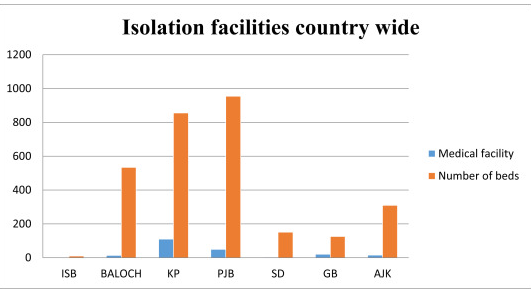 Isolation facilities country wide
1200
1000
800
600
400
200
0
ISB BALOCH KP PJB SD GB AJK
Medical facility
Number of beds